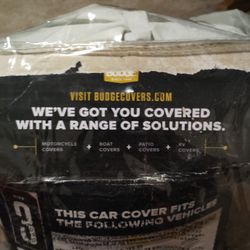 BUDGE
VISIT BUDGECOVERS.COM
WE'VE GOT YOU COVERED
WITH A RANGE OF SOLUTIONS.
MOTORCYCLE COVERS + BOAT COVERS + PATIO COVERS + RV COVERS
THIS CAR COVER FITS
THE FOLLOWING VEHICLES